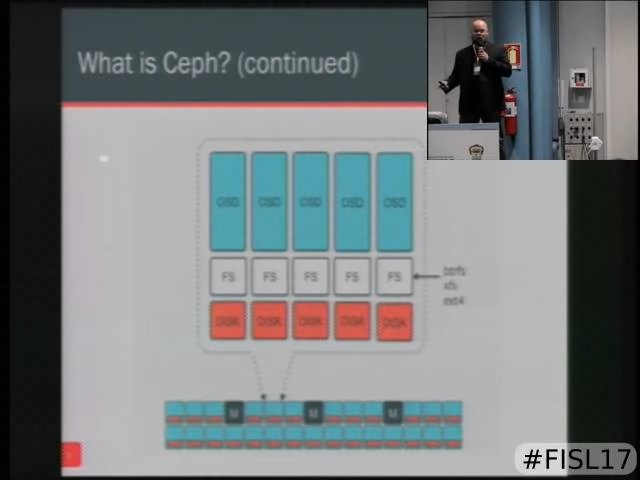 What is Ceph? (continued)
OSD OSD OSD OSD OSD
FS FS FS FS FS
btrfs
xfs
ext4
DISK DISK DISK DISK DISK
M M M
#FISL17